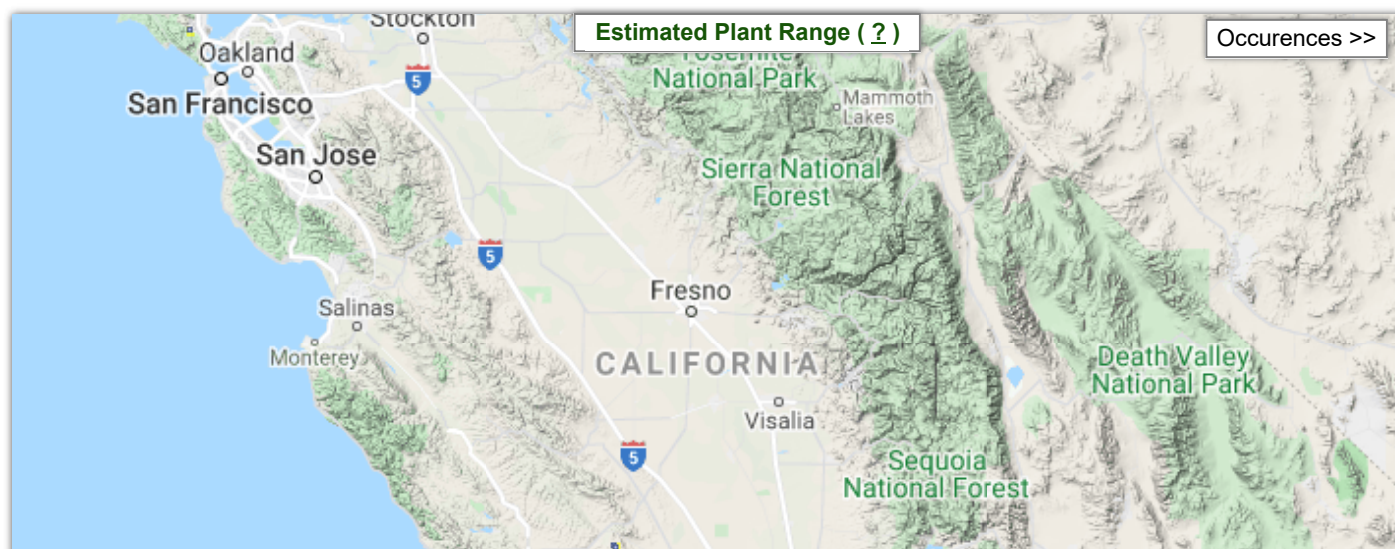 Stockton
Estimated Plant Range ( ? )
Occurences >>
Oakland
5
Yosemite
National Park
San Francisco
Mammoth
Lakes
San Jose
Sierra National
Forest
5
Fresno
Salinas
Monterey
CALIFORNIA
Death Valley
National Park
Visalia
5
Sequoia
National Forest